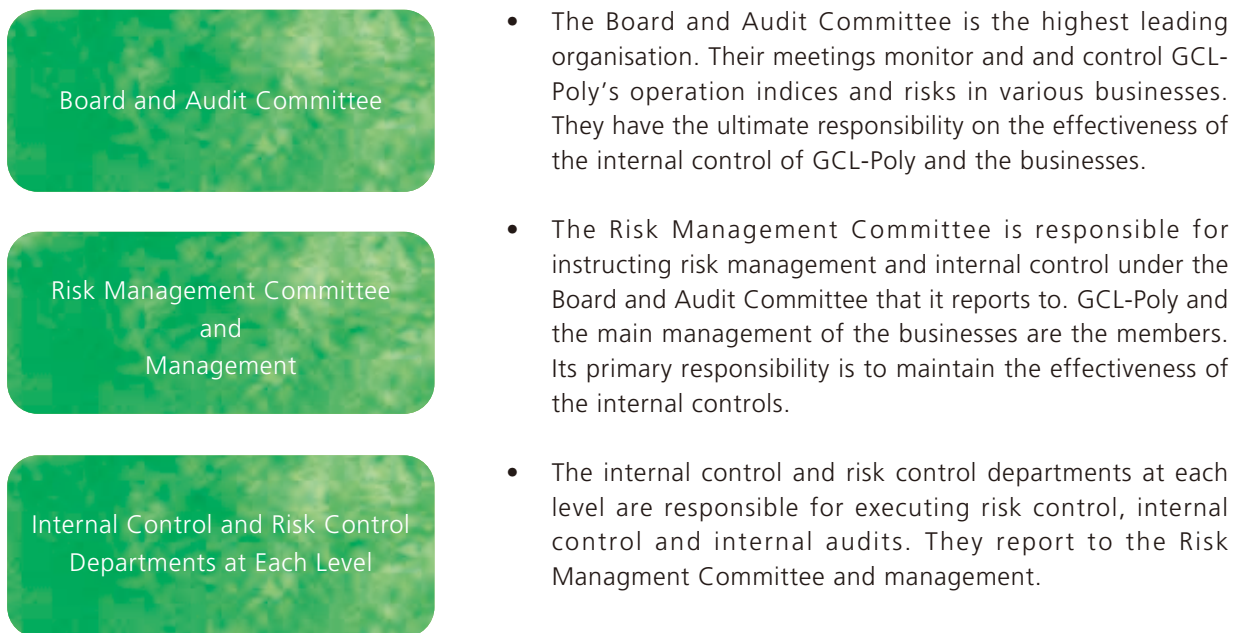 Board and Audit Committee
• The Board and Audit Committee is the highest leading
organisation. Their meetings monitor and and control GCL-
Poly’s operation indices and risks in various businesses.
They have the ultimate responsibility on the effectiveness of
the internal control of GCL-Poly and the businesses.
Risk Management Committee
and
Management
• The Risk Management Committee is responsible for
instructing risk management and internal control under the
Board and Audit Committee that it reports to. GCL-Poly and
the main management of the businesses are the members.
Its primary responsibility is to maintain the effectiveness of
the internal controls.
Internal Control and Risk Control
Departments at Each Level
• The internal control and risk control departments at each
level are responsible for executing risk control, internal
control and internal audits. They report to the Risk
Managment Committee and management.